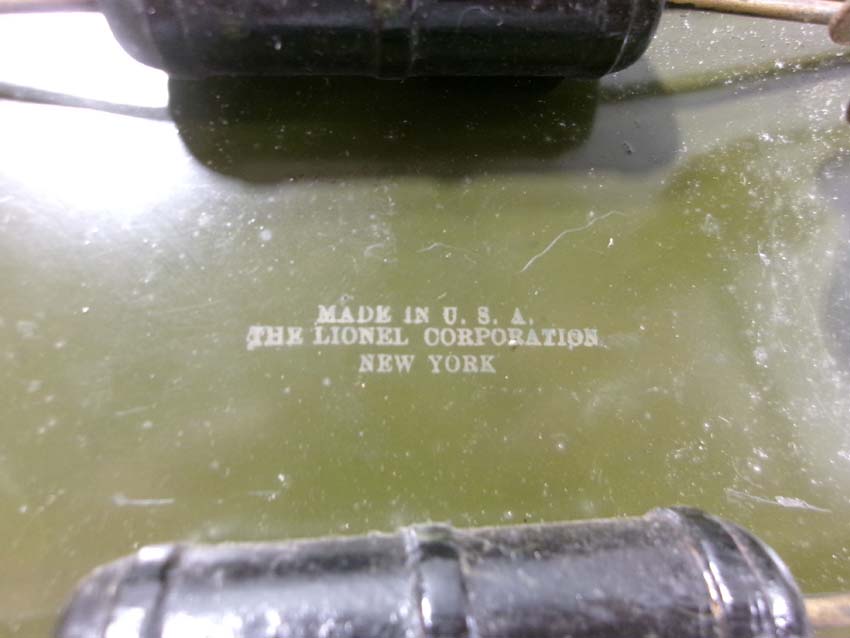 MADE IN U. S. A.
THE LIONEL CORPORATION
NEW YORK